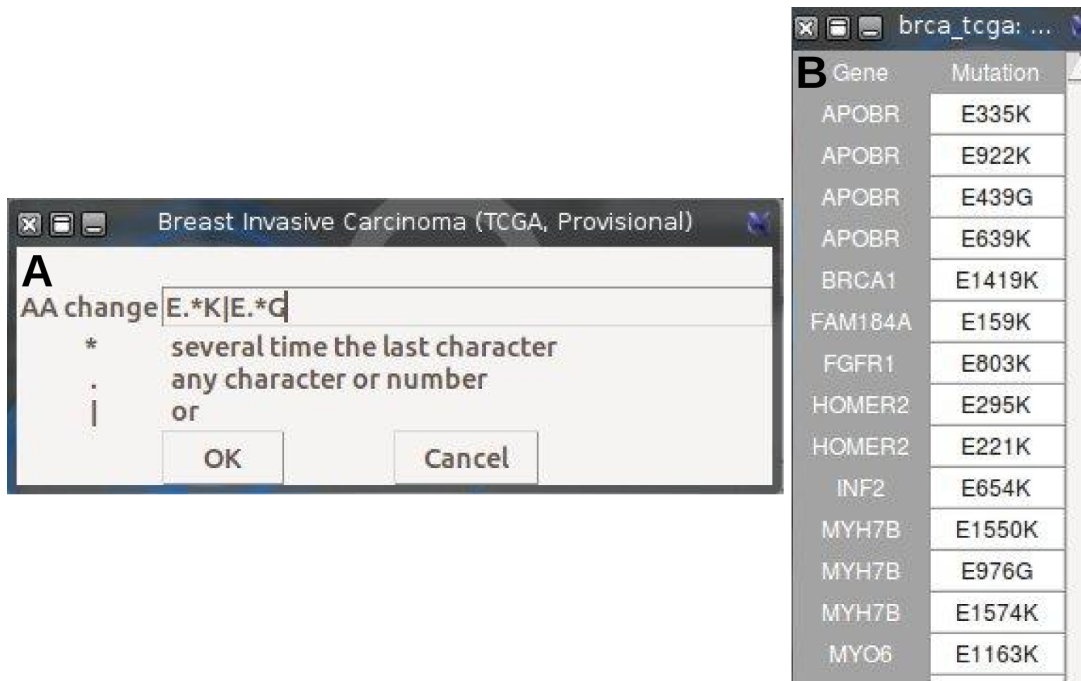 Breast Invasive Carcinoma (TCGA, Provisional)
A
AA change E.*K|E.*G
* several time the last character
. any character or number
| or
OK Cancel
brca_tcga: ...
B Gene Mutation
APOBR E335K
APOBR E922K
APOBR E439G
APOBR E639K
BRCA1 E1419K
FAM184A E159K
FGFR1 E803K
HOMER2 E295K
HOMER2 E221K
INF2 E654K
MYH7B E1550K
MYH7B E976G
MYH7B E1574K
MYO6 E1163K